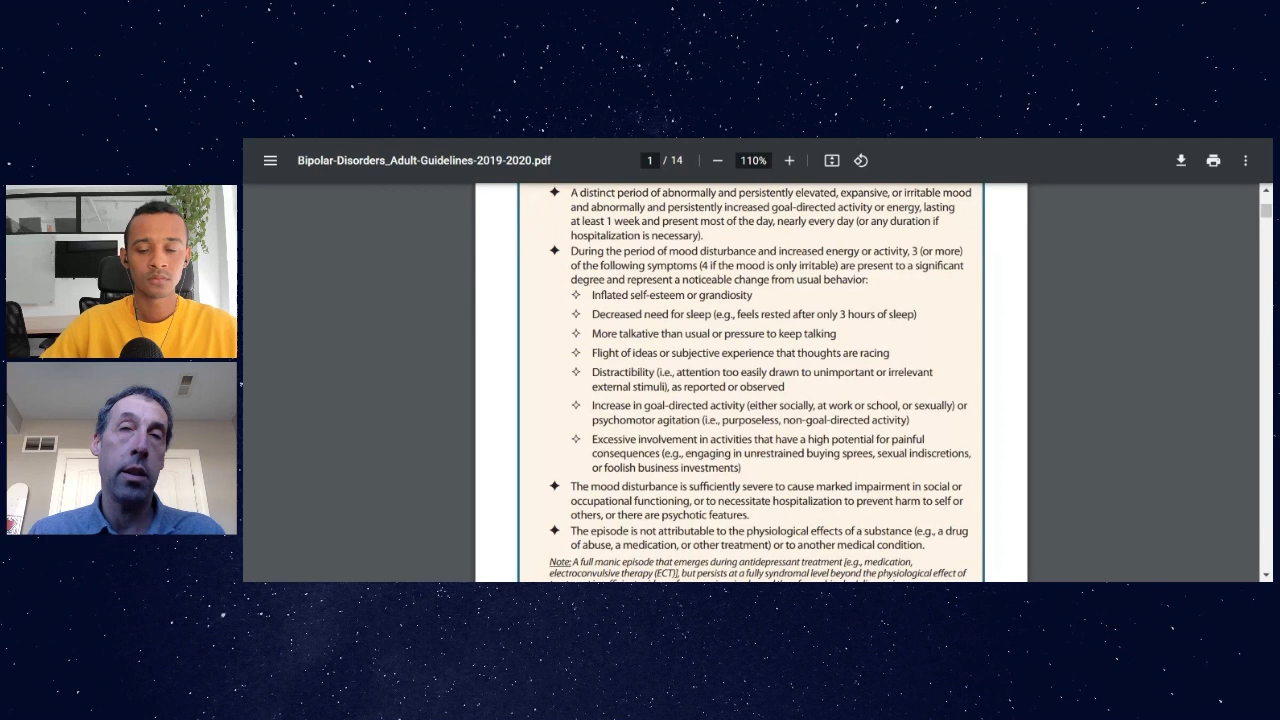 Bipolar-Disorders_Adult-Guidelines-2019-2020.pdf
1 / 14
110%
A distinct period of abnormally and persistently elevated, expansive, or irritable mood
and abnormally and persistently increased goal-directed activity or energy, lasting
at least 1 week and present most of the day, nearly every day (or any duration if
hospitalization is necessary).
During the period of mood disturbance and increased energy or activity, 3 (or more)
of the following symptoms (4 if the mood is only irritable) are present to a significant
degree and represent a noticeable change from usual behavior:
Inflated self-esteem or grandiosity
Decreased need for sleep (e.g., feels rested after only 3 hours of sleep)
More talkative than usual or pressure to keep talking
Flight of ideas or subjective experience that thoughts are racing
Distractibility (i.e., attention too easily drawn to unimportant or irrelevant
external stimuli), as reported or observed
Increase in goal-directed activity (either socially, at work or school, or sexually) or
psychomotor agitation (i.e., purposeless, non-goal-directed activity)
Excessive involvement in activities that have a high potential for painful
consequences (e.g., engaging in unrestrained buying sprees, sexual indiscretions,
or foolish business investments)
The mood disturbance is sufficiently severe to cause marked impairment in social or
occupational functioning, or to necessitate hospitalization to prevent harm to self or
others, or there are psychotic features.
The episode is not attributable to the physiological effects of a substance (e.g., a drug
of abuse, a medication, or other treatment) or to another medical condition.
Note: A full manic episode that emerges during antidepressant treatment [e.g., medication,
electroconvulsive therapy (ECT)], but persists at a fully syndromal level beyond the physiological effect of